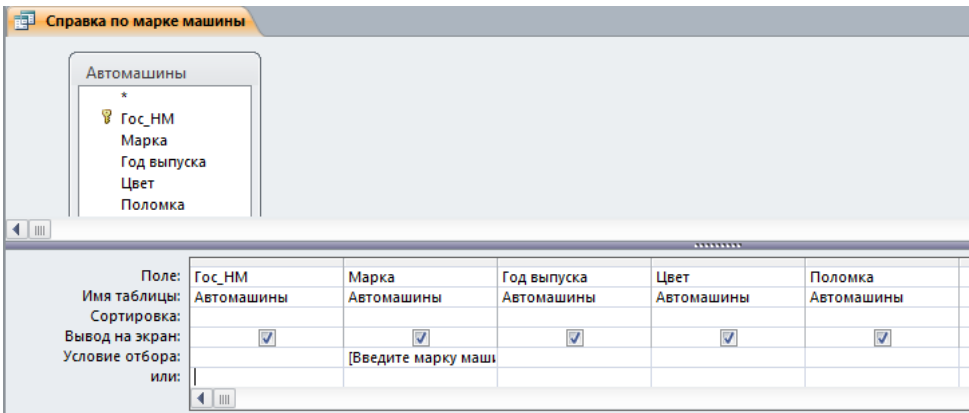 Справка по марке машины
Автомашины
*
Гос_НМ
Марка
Год выпуска
Цвет
Поломка
Поле: Гос_НМ Марка Год выпуска Цвет Поломка
Имя таблицы: Автомашины Автомашины Автомашины Автомашины Автомашины
Сортировка:
Вывод на экран:
Условие отбора: [Введите марку маши
или: